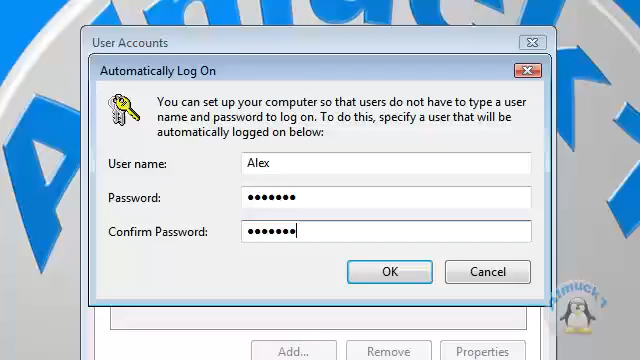 User Accounts
Automatically Log On
You can set up your computer so that users do not have to type a user
name and password to log on. To do this, specify a user that will be
automatically logged on below:
User name: Alex
Password: ●●●●●●●
Confirm Password: ●●●●●●●
OK Cancel
Aimuck1
Add... Remove Properties